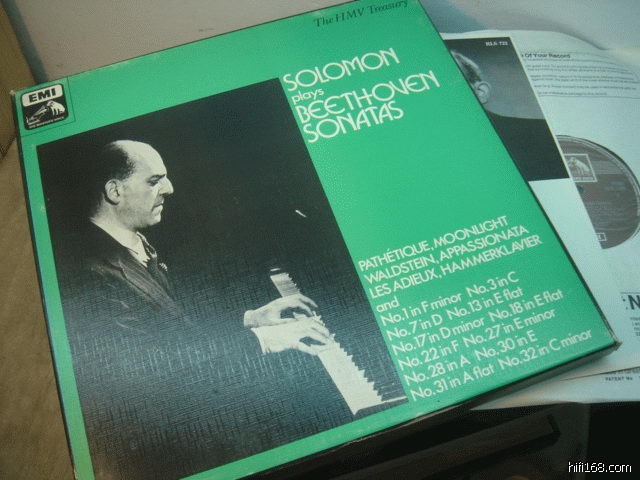 The HMV Treasury
EMI
SOLOMON
plays
BEETHOVEN
SONATAS
PATHÉTIQUE, MOONLIGHT
WALDSTEIN, APPASSIONATA
LES ADIEUX, HAMMERKLAVIER
and
No.1 in F minor No.3 in C
No.7 in D No.13 in E flat
No.17 in D minor No.18 in E flat
No.22 in F No.27 in E minor
No.28 in A No.30 in E
No.31 in A flat No.32 in C minor
Of Your Record
hifi168.com